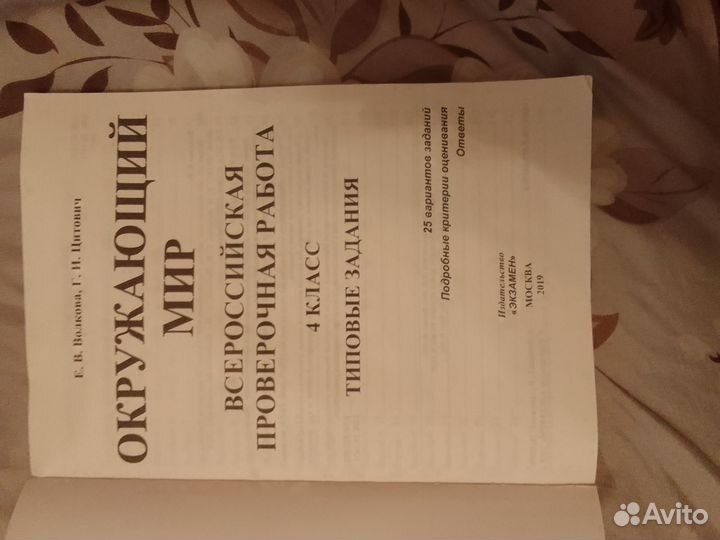 Е. В. Волкова, Г. И. Цитович
ОКРУЖАЮЩИЙ
МИР
ВСЕРОССИЙСКАЯ
ПРОВЕРОЧНАЯ РАБОТА
4 КЛАСС
ТИПОВЫЕ ЗАДАНИЯ
25 вариантов заданий
Подробные критерии оценивания
Ответы
Издательство
«ЭКЗАМЕН»
МОСКВА
2019
Avito